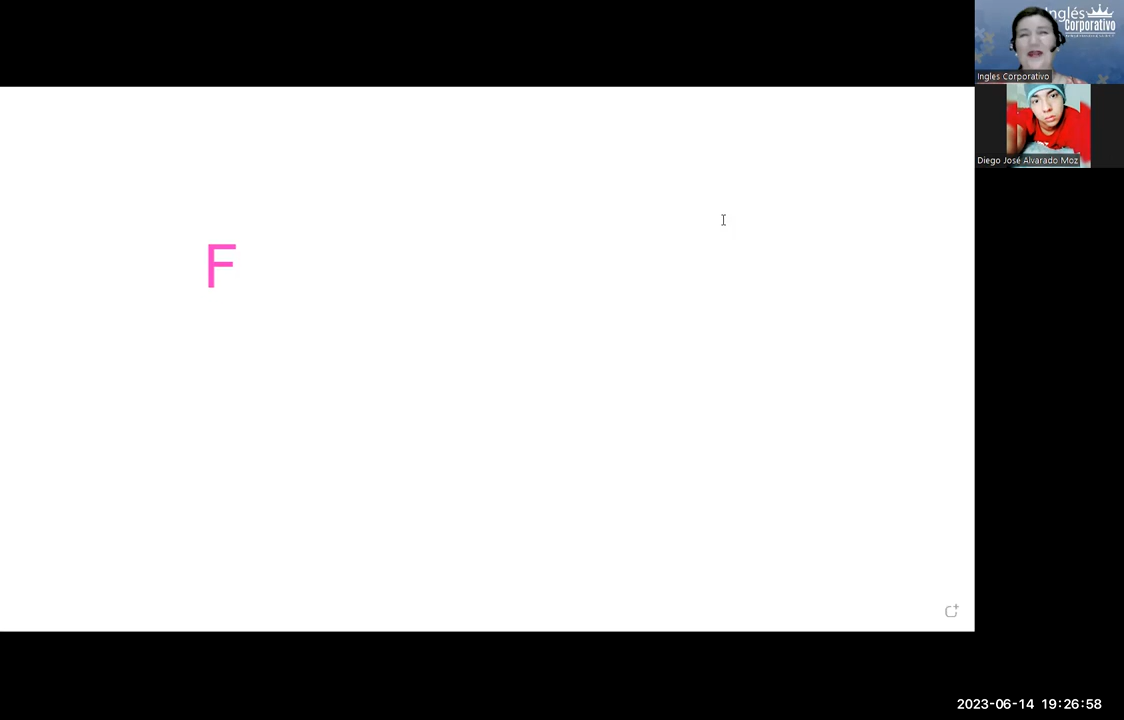 Inglés
Corporativo
Ingles Corporativo
Diego José Alvarado Moz
F
2023-06-14 19:26:58